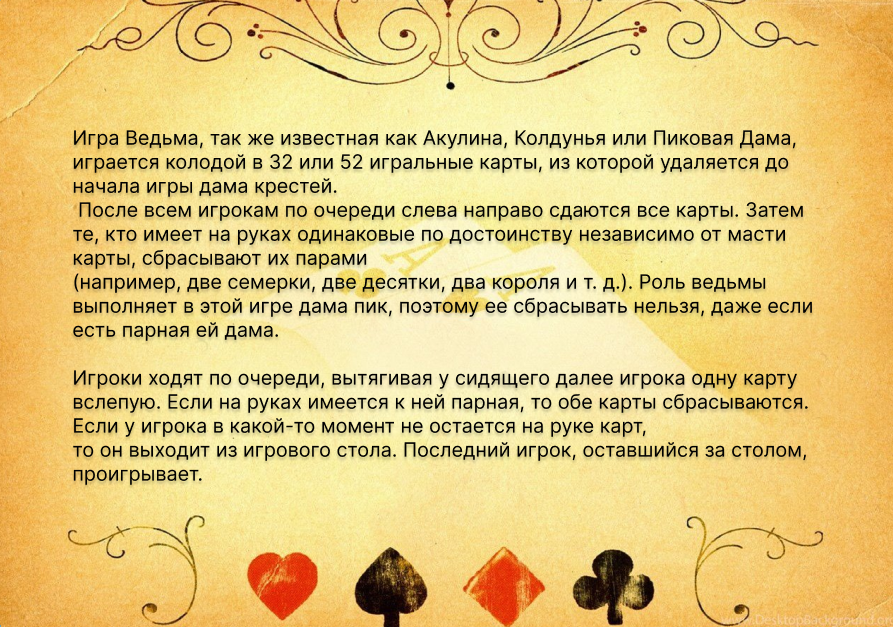 Игра Ведьма, так же известная как Акулина, Колдунья или Пиковая Дама,
играется колодой в 32 или 52 игральные карты, из которой удаляется до
начала игры дама крестей.
После всем игрокам по очереди слева направо сдаются все карты. Затем
те, кто имеет на руках одинаковые по достоинству независимо от масти
карты, сбрасывают их парами
(например, две семерки, две десятки, два короля и т. д.). Роль ведьмы
выполняет в этой игре дама пик, поэтому ее сбрасывать нельзя, даже если
есть парная ей дама.
Игроки ходят по очереди, вытягивая у сидящего далее игрока одну карту
вслепую. Если на руках имеется к ней парная, то обе карты сбрасываются.
Если у игрока в какой-то момент не остается на руке карт,
то он выходит из игрового стола. Последний игрок, оставшийся за столом,
проигрывает.